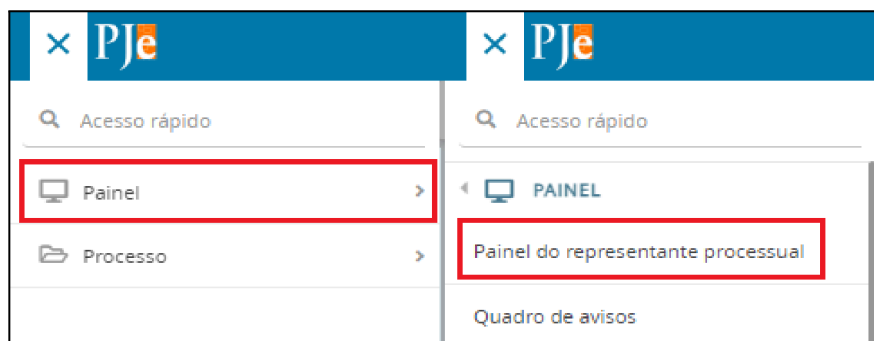 PJe
Acesso rápido
Painel
Processo
PJe
Acesso rápido
PAINEL
Painel do representante processual
Quadro de avisos